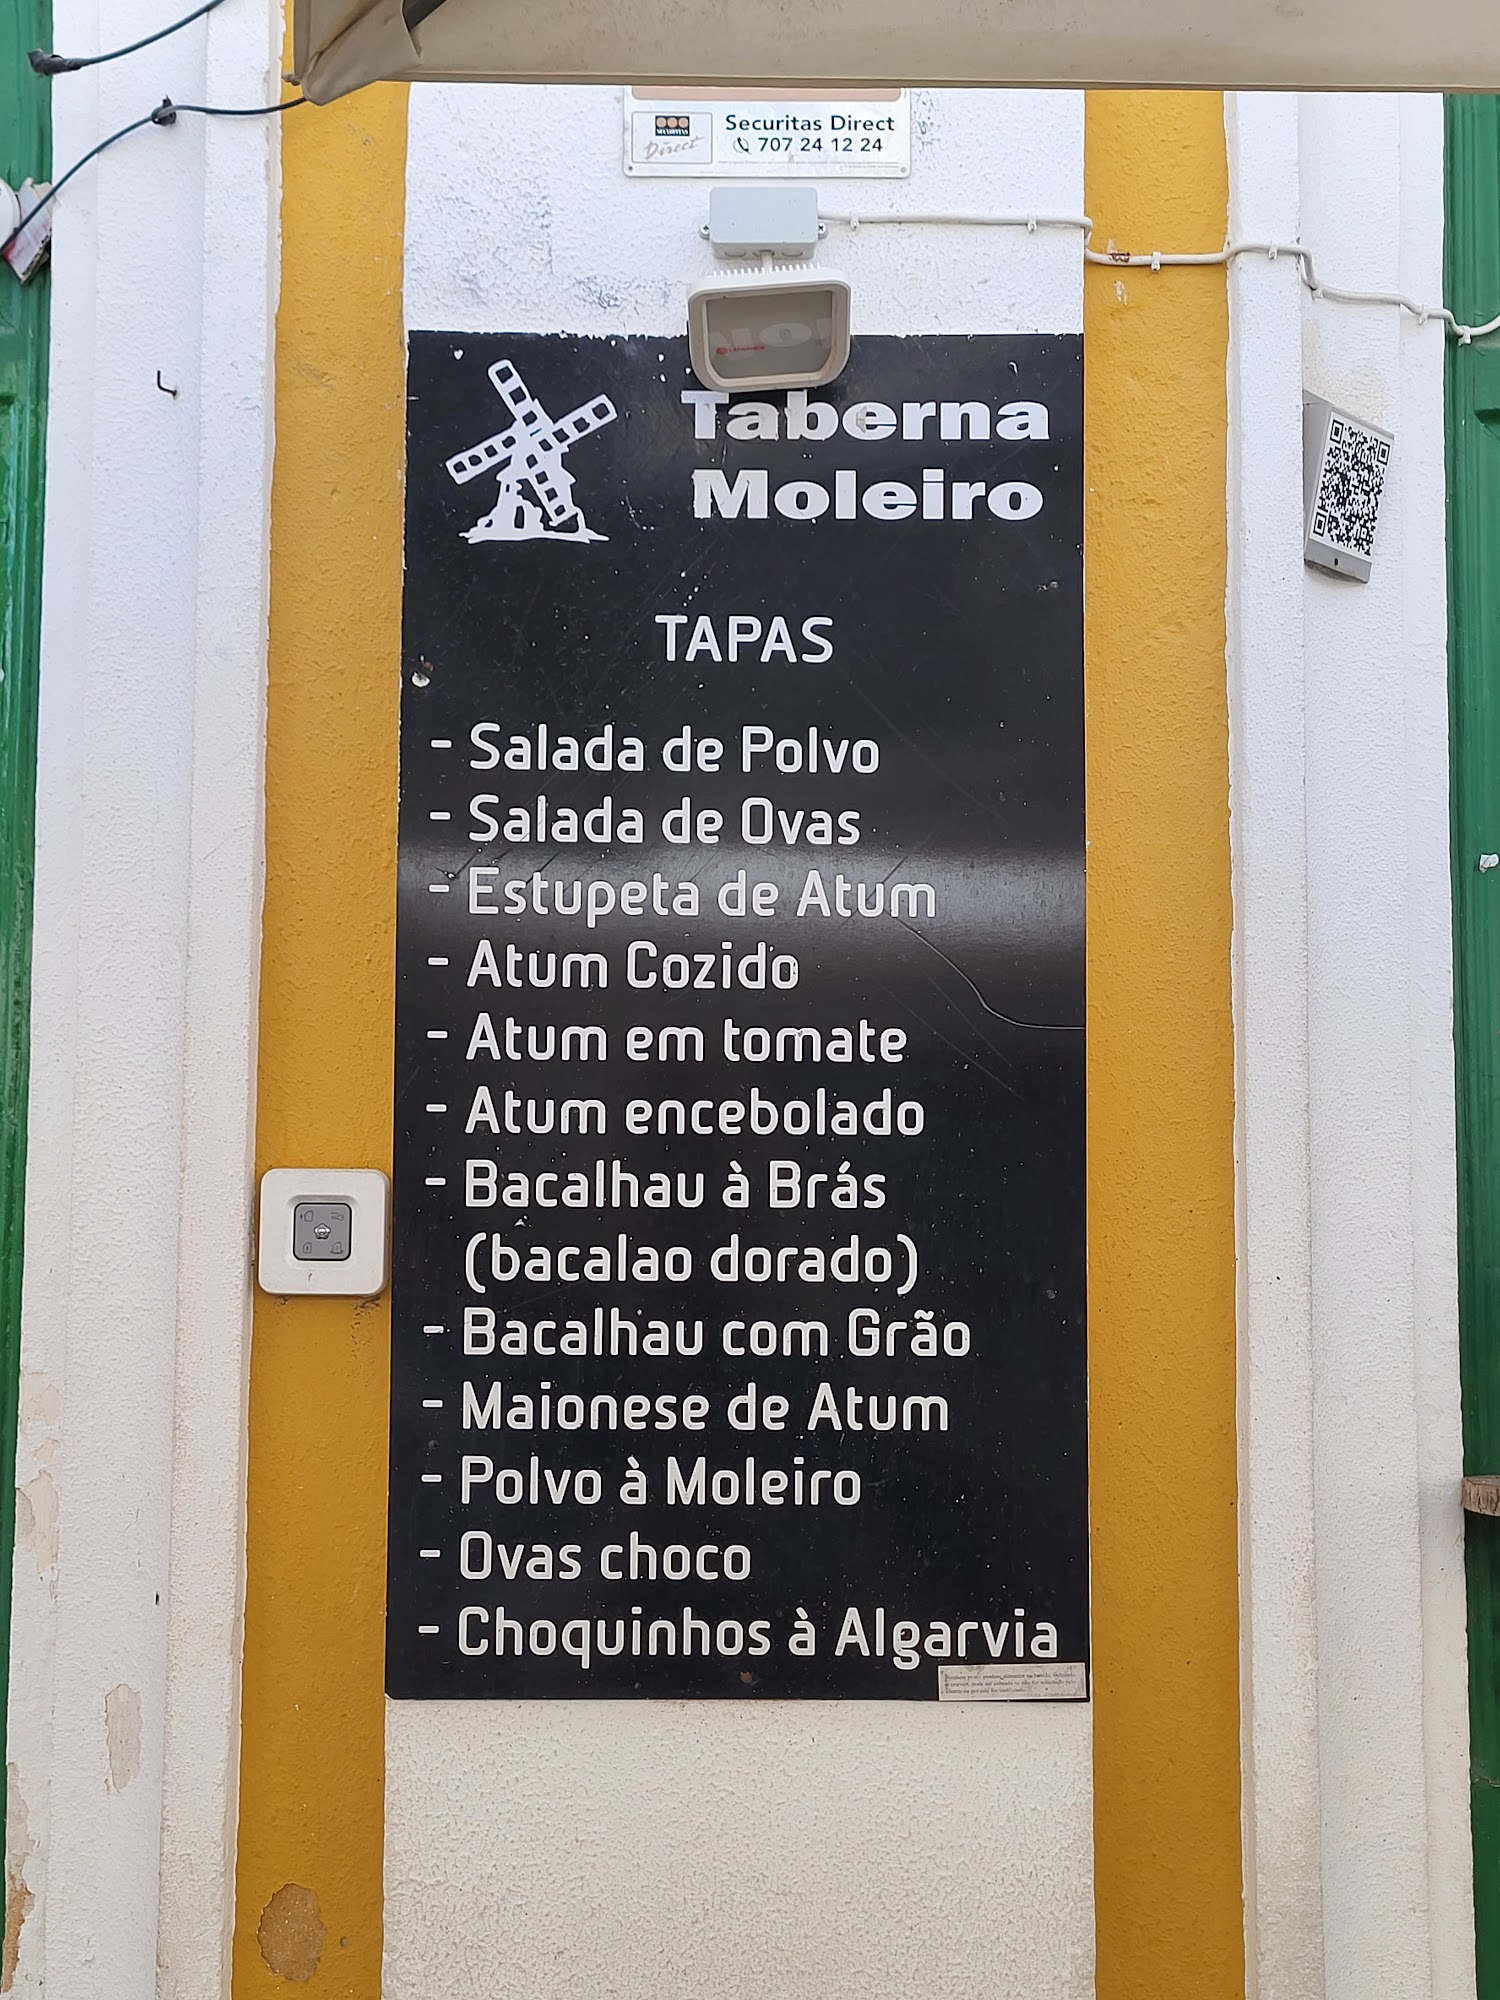 Securitas Direct
707 24 12 24
Direct
Taberna
Moleiro
TAPAS
- Salada de Polvo
- Salada de Ovas
- Estupeta de Atum
- Atum Cozido
- Atum em tomate
- Atum encebolado
- Bacalhau à Brás
(bacalao dorado)
- Bacalhau com Grão
- Maionese de Atum
- Polvo à Moleiro
- Ovas choco
- Choquinhos à Algarvia